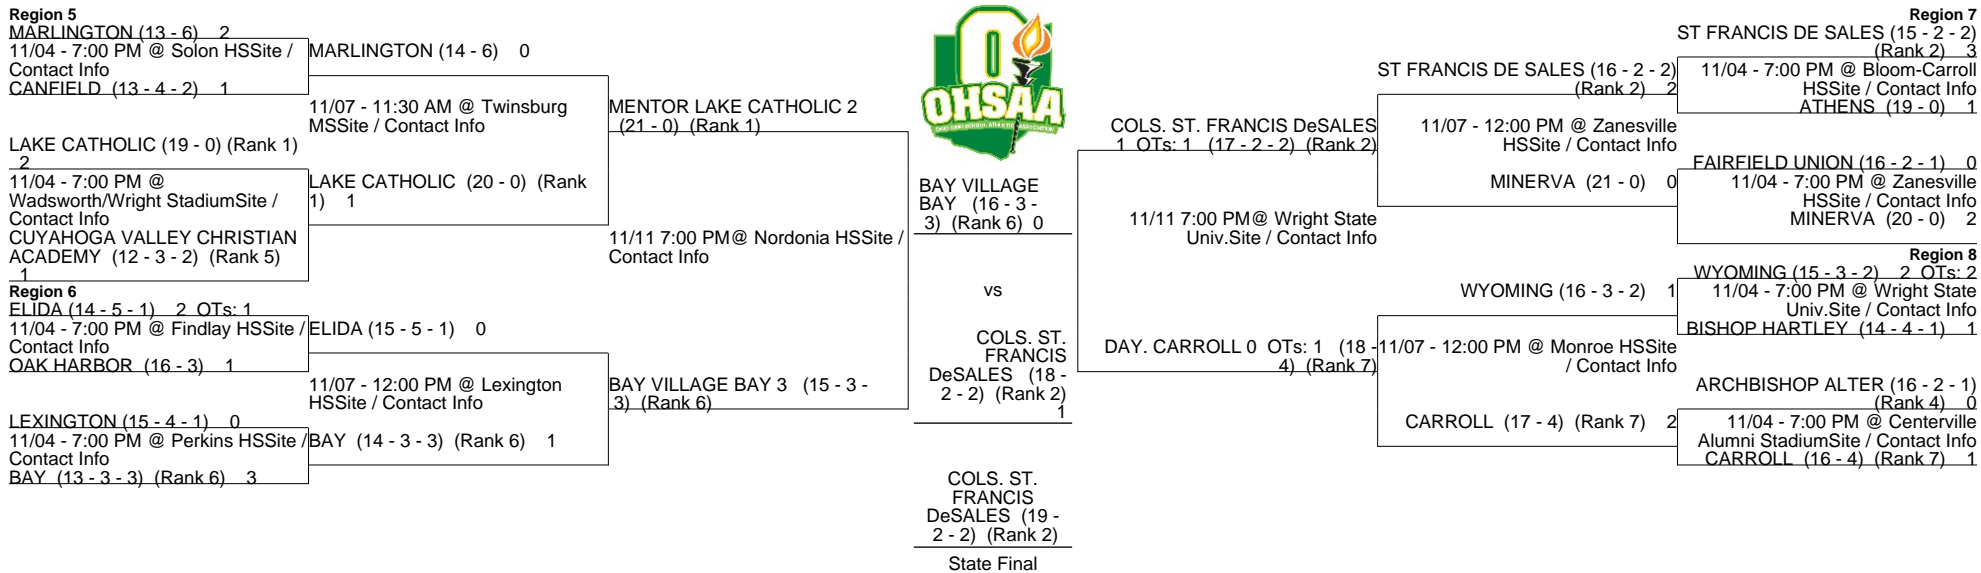 Region 5
MARLINGTON (13 - 6) 2
11/04 - 7:00 PM @ Solon HSSite /
Contact Info
CANFIELD (13 - 4 - 2) 1
LAKE CATHOLIC (19 - 0) (Rank 1)
2
11/04 - 7:00 PM @
Wadsworth/Wright StadiumSite /
Contact Info
CUYAHOGA VALLEY CHRISTIAN
ACADEMY (12 - 3 - 2) (Rank 5)
1
Region 6
ELIDA (14 - 5 - 1) 2 OTs: 1
11/04 - 7:00 PM @ Findlay HSSite /
Contact Info
OAK HARBOR (16 - 3) 1
LEXINGTON (15 - 4 - 1) 0
11/04 - 7:00 PM @ Perkins HSSite /
Contact Info
BAY (13 - 3 - 3) (Rank 6) 3
MARLINGTON (14 - 6) 0
11/07 - 11:30 AM @ Twinsburg
MSSite / Contact Info
LAKE CATHOLIC (20 - 0) (Rank
1) 1
ELIDA (15 - 5 - 1) 0
11/07 - 12:00 PM @ Lexington
HSSite / Contact Info
BAY (14 - 3 - 3) (Rank 6) 1
MENTOR LAKE CATHOLIC 2
(21 - 0) (Rank 1)
11/11 7:00 PM@ Nordonia HSSite /
Contact Info
BAY VILLAGE BAY 3 (15 - 3 -
3) (Rank 6)
OHSAA
BAY VILLAGE
BAY (16 - 3 -
3) (Rank 6) 0
vs
COLS. ST.
FRANCIS
DeSALES (18 -
2 - 2) (Rank 2)
1
COLS. ST.
FRANCIS
DeSALES (19 -
2 - 2) (Rank 2)
State Final
COLS. ST. FRANCIS DeSALES
1 OTs: 1 (17 - 2 - 2) (Rank 2)
11/11 7:00 PM@ Wright State
Univ.Site / Contact Info
DAY. CARROLL 0 OTs: 1 (18 -
4) (Rank 7)
ST FRANCIS DE SALES (16 - 2 - 2)
(Rank 2) 2
11/07 - 12:00 PM @ Zanesville
HSSite / Contact Info
MINERVA (21 - 0) 0
WYOMING (16 - 3 - 2) 1
11/07 - 12:00 PM @ Monroe HSSite
/ Contact Info
CARROLL (17 - 4) (Rank 7) 2
Region 7
ST FRANCIS DE SALES (15 - 2 - 2)
(Rank 2) 3
11/04 - 7:00 PM @ Bloom-Carroll
HSSite / Contact Info
ATHENS (19 - 0) 1
FAIRFIELD UNION (16 - 2 - 1) 0
11/04 - 7:00 PM @ Zanesville
HSSite / Contact Info
MINERVA (20 - 0) 2
Region 8
WYOMING (15 - 3 - 2) 2 OTs: 2
11/04 - 7:00 PM @ Wright State
Univ.Site / Contact Info
BISHOP HARTLEY (14 - 4 - 1) 1
ARCHBISHOP ALTER (16 - 2 - 1)
(Rank 4) 0
11/04 - 7:00 PM @ Centerville
Alumni StadiumSite / Contact Info
CARROLL (16 - 4) (Rank 7) 1